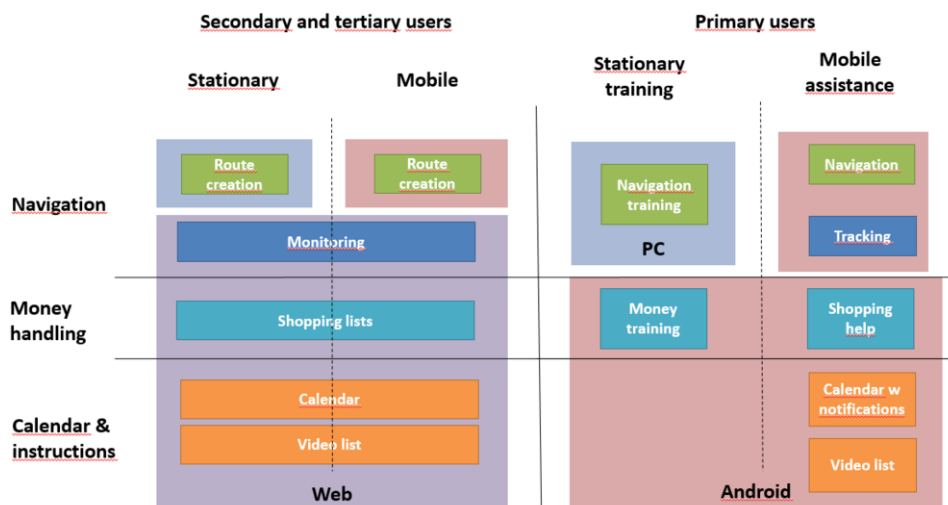 Secondary and tertiary users
Primary users
Stationary
Mobile
Stationary
training
Mobile
assistance
Navigation
Route
creation
Route
creation
Navigation
training
Navigation
Monitoring
PC
Tracking
Money
handling
Shopping lists
Money
training
Shopping
help
Calendar &
instructions
Calendar
Calendar w
notifications
Video list
Video list
Web
Android